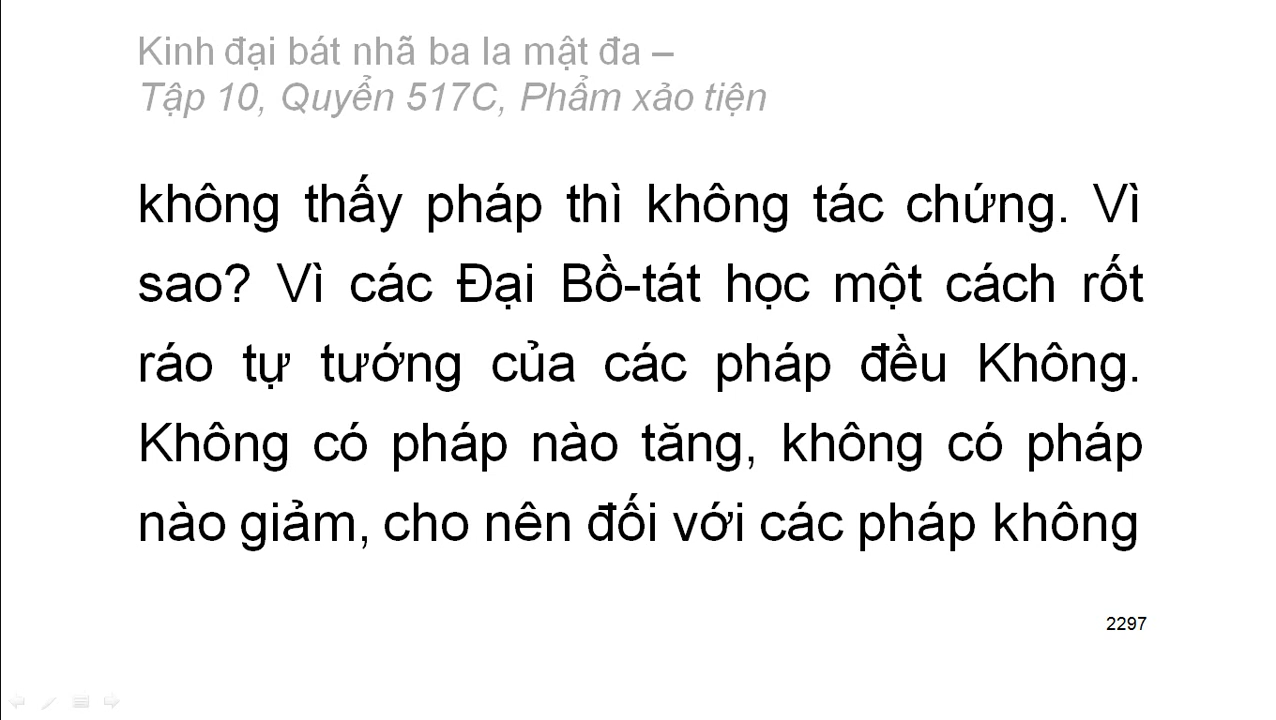 Kinh đại bát nhã ba la mật đa –
Tập 10, Quyển 517C, Phẩm xảo tiện
không thấy pháp thì không tác chứng. Vì
sao? Vì các Đại Bồ-tát học một cách rốt
ráo tự tướng của các pháp đều Không.
Không có pháp nào tăng, không có pháp
nào giảm, cho nên đối với các pháp không
2297